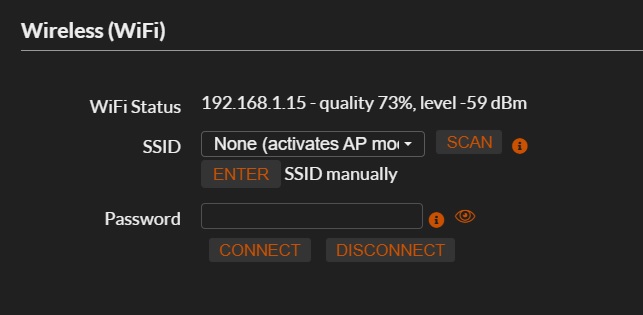 Wireless (WiFi)
WiFi Status 192.168.1.15 - quality 73%, level -59 dBm
SSID None (activates AP mo SCAN
ENTER SSID manually
Password
CONNECT DISCONNECT